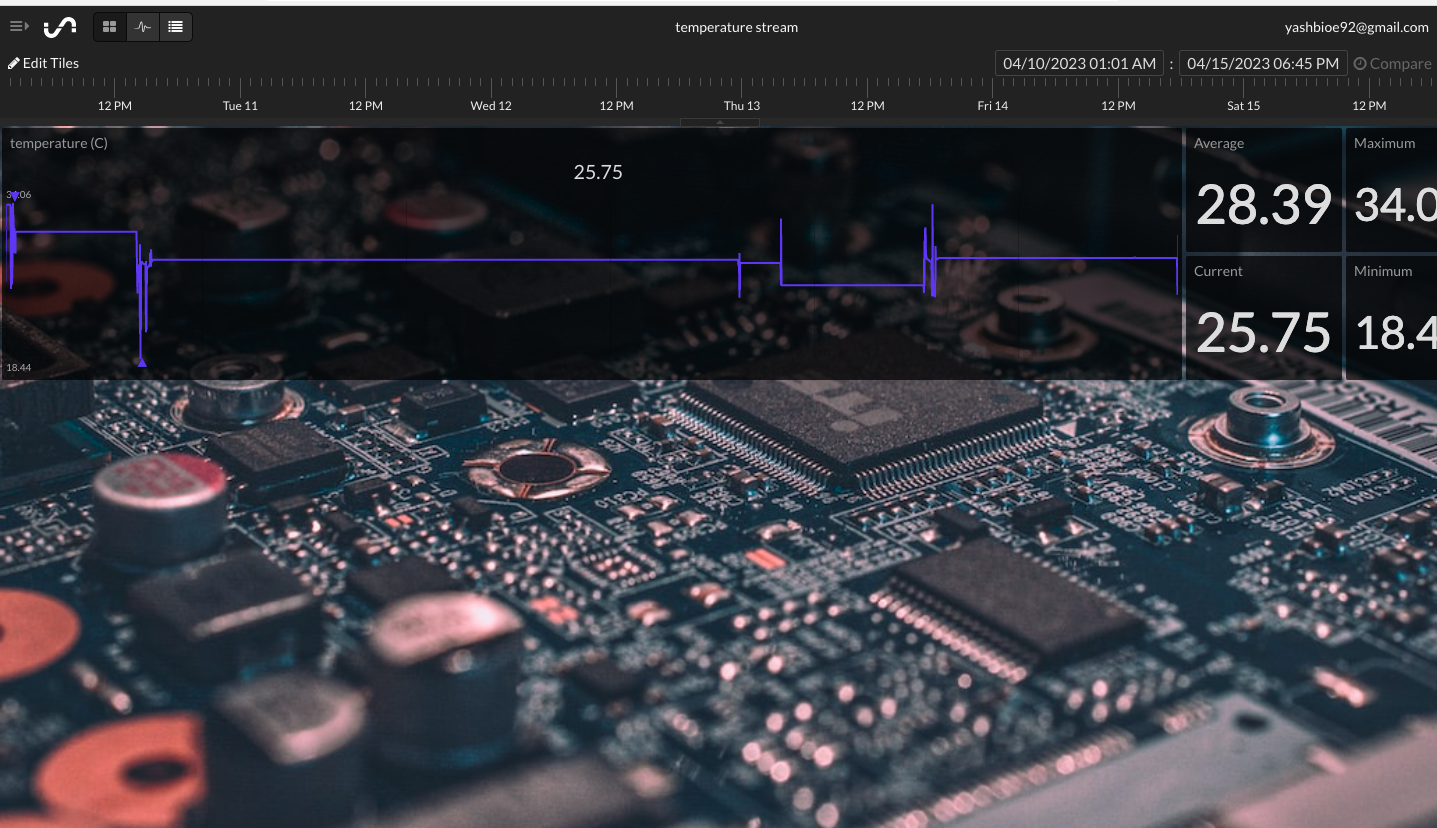 temperature stream
yashbioe92@gmail.com
Edit Tiles
04/10/2023 01:01 AM : 04/15/2023 06:45 PM Compare
12 PM Tue 11 12 PM Wed 12 12 PM Thu 13 12 PM Fri 14 12 PM Sat 15 12 PM
temperature (C)
25.75
18.44
Average
28.39
Maximum
34.0
Current
25.75
Minimum
18.4